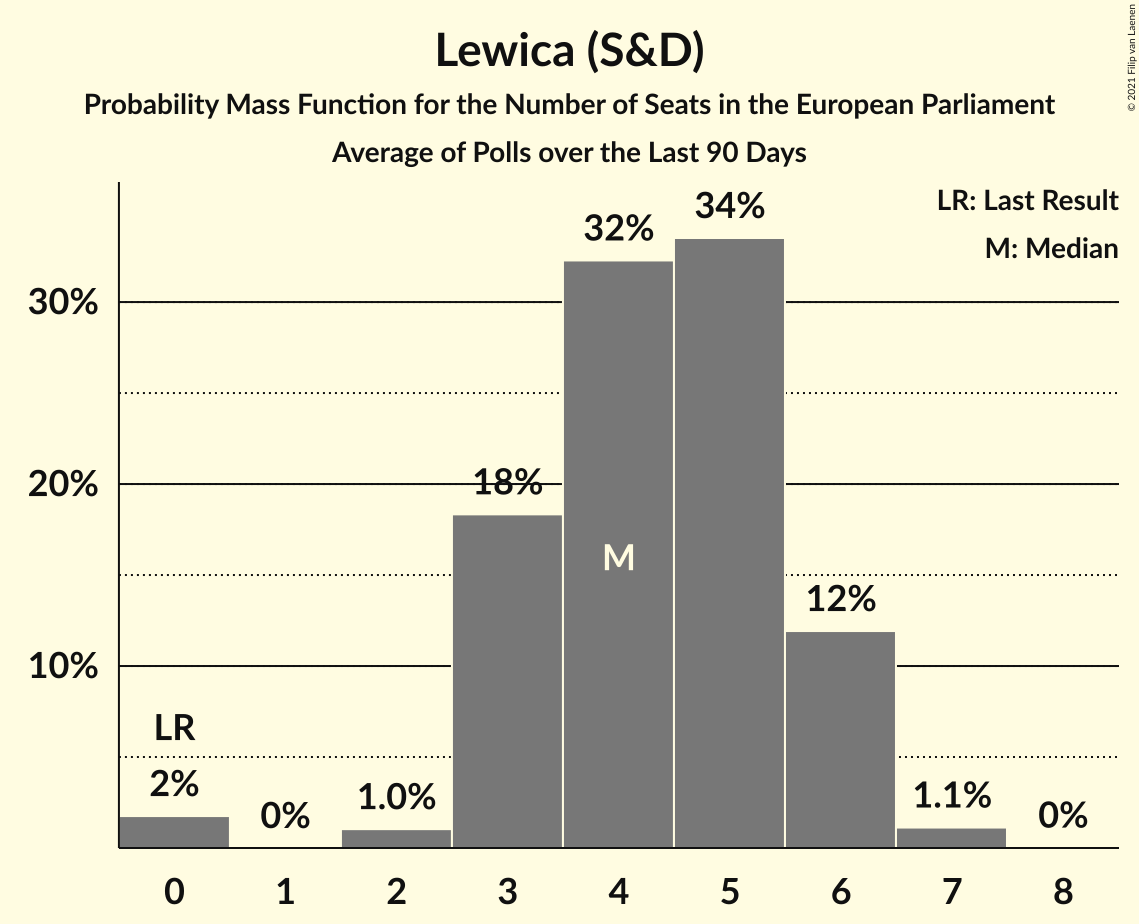 Lewica (S&D)
Probability Mass Function for the Number of Seats in the European Parliament
Average of Polls over the Last 90 Days
© 2021 Filip van Laenen
LR: Last Result
M: Median
34%
32%
30%
20%
18%
M
12%
10%
LR
2%
0%
1.0%
1.1%
0%
0 1 2 3 4 5 6 7 8